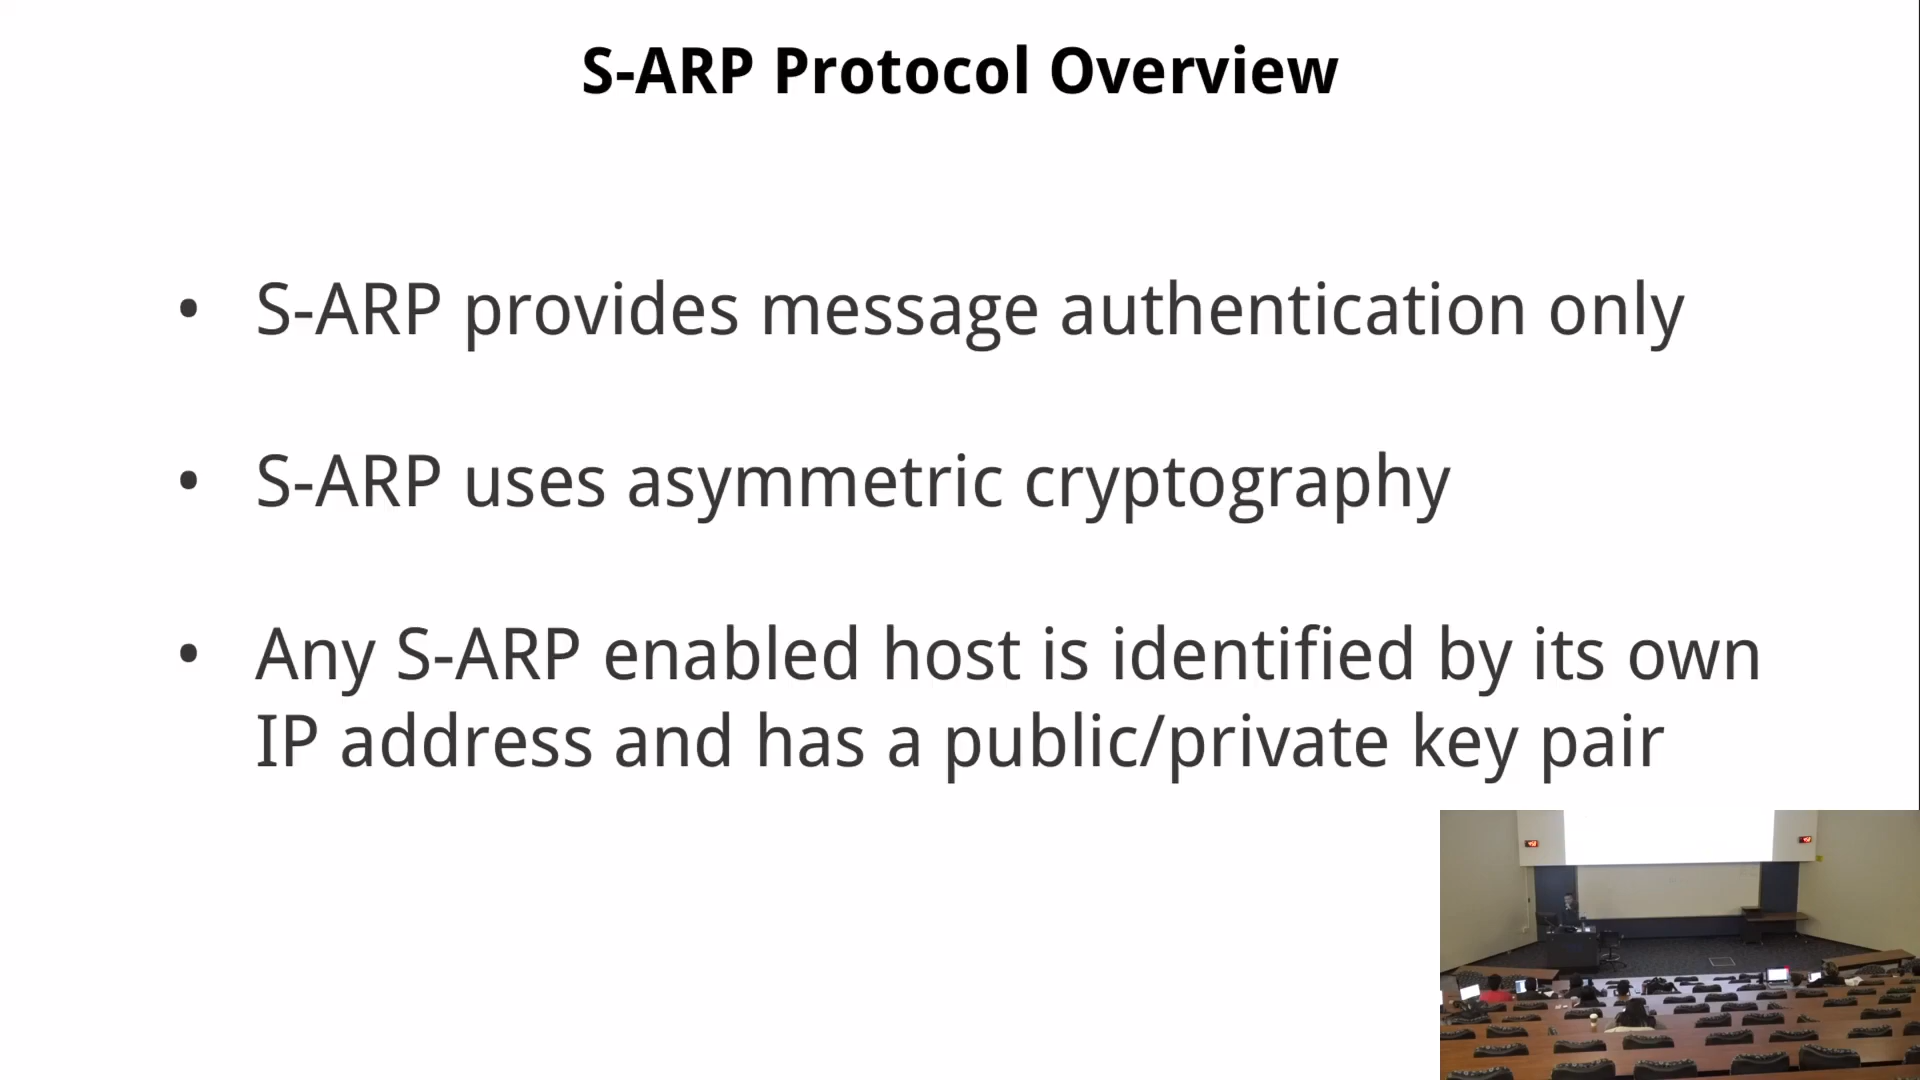 S-ARP Protocol Overview
• S-ARP provides message authentication only
• S-ARP uses asymmetric cryptography
• Any S-ARP enabled host is identified by its own
IP address and has a public/private key pair